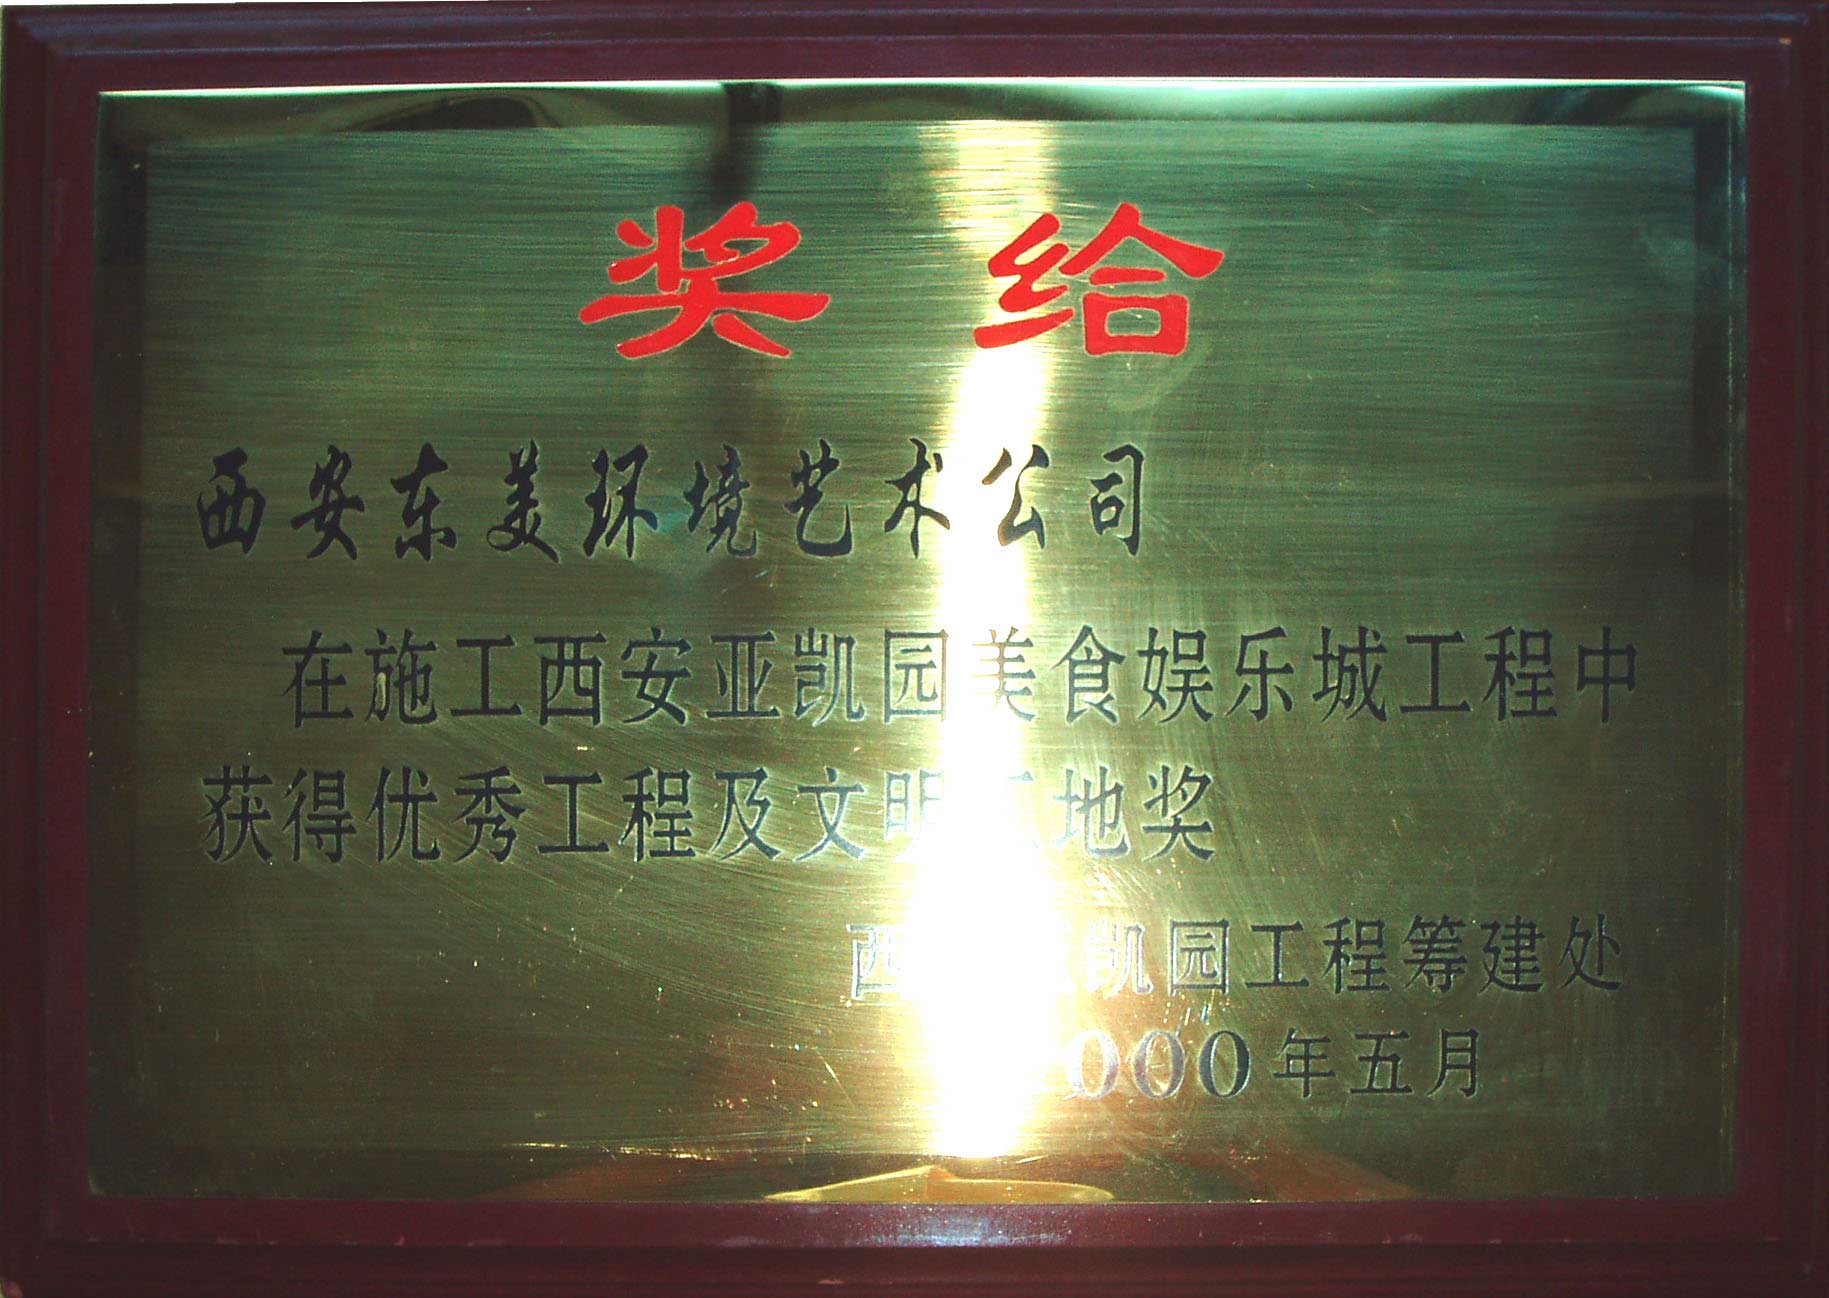 奖给
西安东美环境艺术公司
在施工西安亚凯园美食娱乐城工程中
获得优秀工程及文明工地奖
西 凯园工程筹建处
000年五月